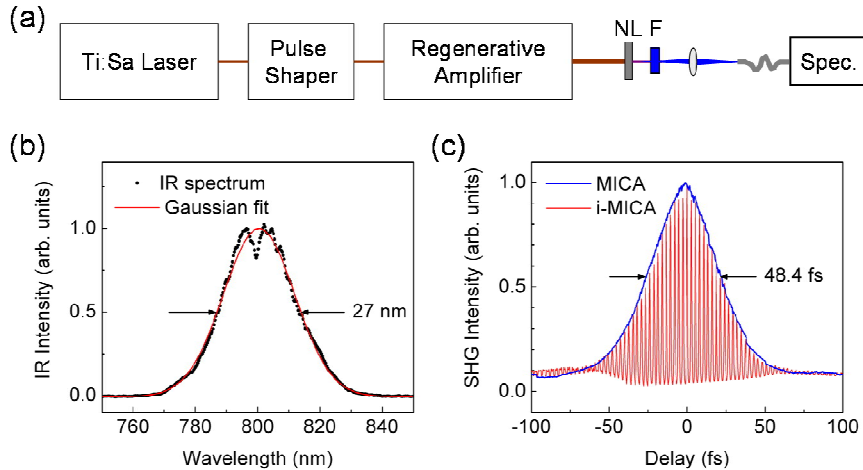 (a)
Ti:Sa Laser
Pulse
Shaper
Regenerative
Amplifier
NL F
Spec.
(b)
IR spectrum
Gaussian fit
27 nm
1.0
0.5
0.0
IR Intensity (arb. units)
760 780 800 820 840
Wavelength (nm)
(c)
MICA
i-MICA
48.4 fs
1.0
0.5
0.0
SHG Intensity (arb. units)
-100 -50 0 50 100
Delay (fs)